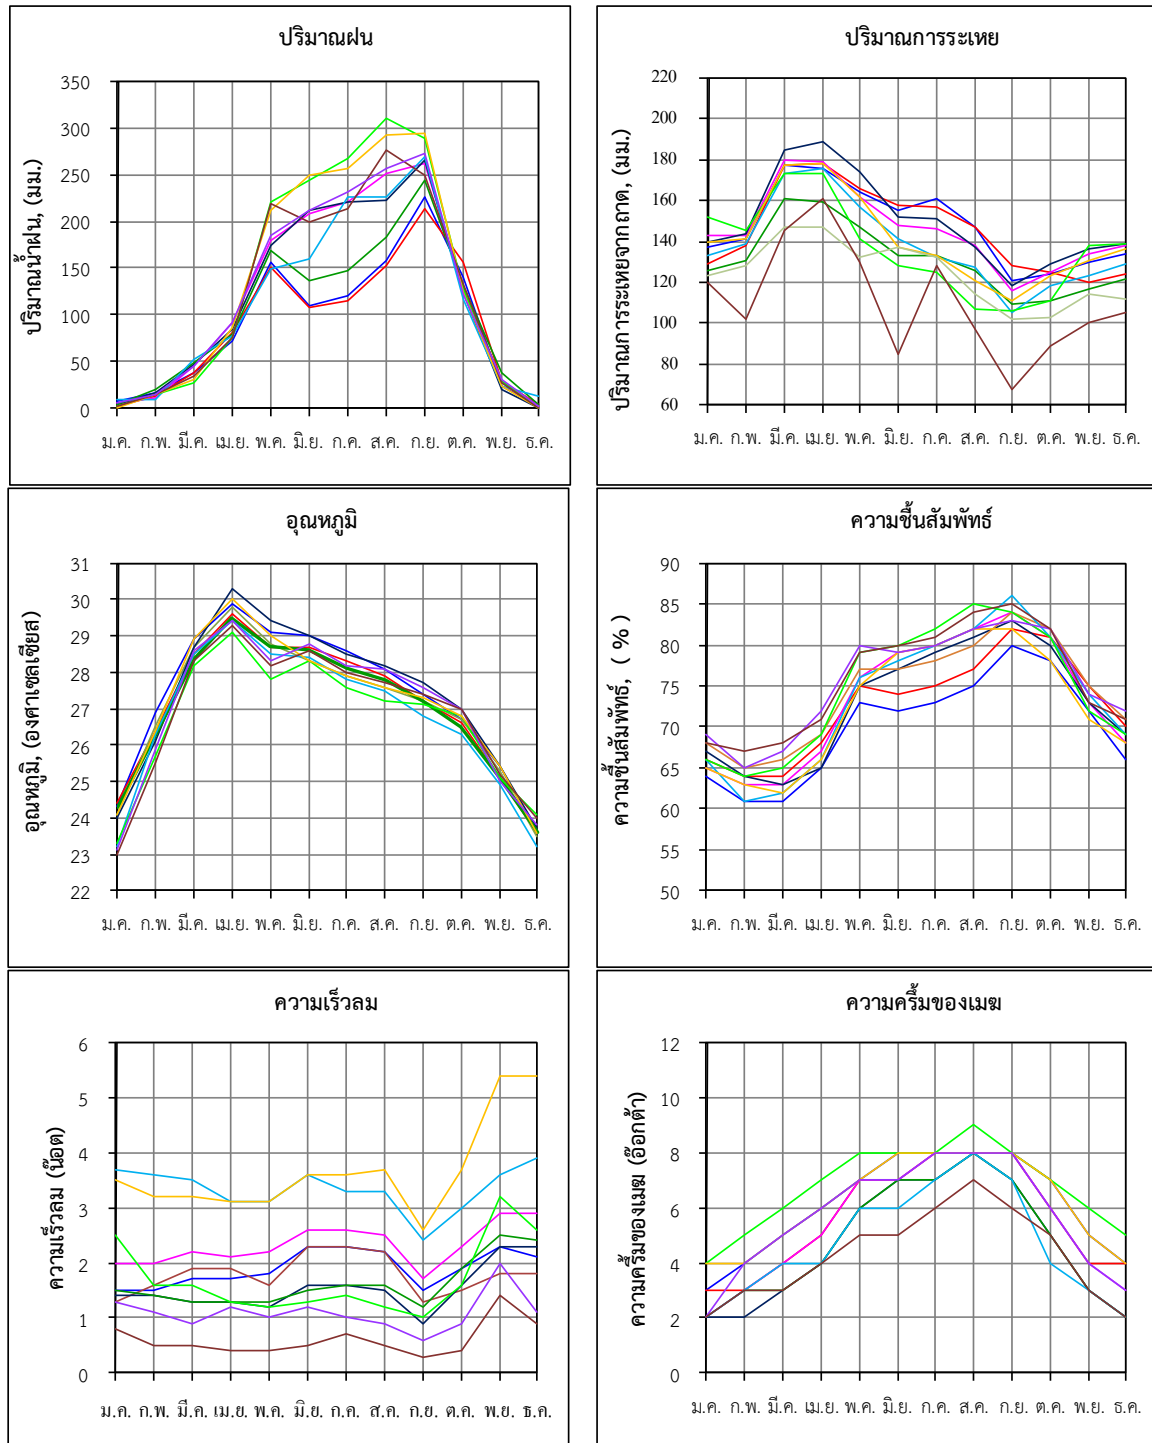 ปริมาณฝน
ปริมาณน้ำฝน, (มม.)
350
300
250
200
150
100
50
0
ม.ค. ก.พ. มี.ค. เม.ย. พ.ค. มิ.ย. ก.ค. ส.ค. ก.ย. ต.ค. พ.ย. ธ.ค.
ปริมาณการระเหย
ปริมาณการระเหยจากถาด, (มม.)
220
200
180
160
140
120
100
80
60
ม.ค. ก.พ. มี.ค. เม.ย. พ.ค. มิ.ย. ก.ค. ส.ค. ก.ย. ต.ค. พ.ย. ธ.ค.
อุณหภูมิ
อุณหภูมิ, (องศาเซลเซียส)
31
30
29
28
27
26
25
24
23
22
ม.ค. ก.พ. มี.ค. เม.ย. พ.ค. มิ.ย. ก.ค. ส.ค. ก.ย. ต.ค. พ.ย. ธ.ค.
ความชื้นสัมพัทธ์
ความชื้นสัมพัทธ์, ( % )
90
85
80
75
70
65
60
55
50
ม.ค. ก.พ. มี.ค. เม.ย. พ.ค. มิ.ย. ก.ค. ส.ค. ก.ย. ต.ค. พ.ย. ธ.ค.
ความเร็วลม
ความเร็วลม (น๊อต)
6
5
4
3
2
1
0
ม.ค. ก.พ. มี.ค. เม.ย. พ.ค. มิ.ย. ก.ค. ส.ค. ก.ย. ต.ค. พ.ย. ธ.ค.
ความครึ้มของเมฆ
ความครึ้มของเมฆ (อ๊อกต้า)
12
10
8
6
4
2
0
ม.ค. ก.พ. มี.ค. เม.ย. พ.ค. มิ.ย. ก.ค. ส.ค. ก.ย. ต.ค. พ.ย. ธ.ค.